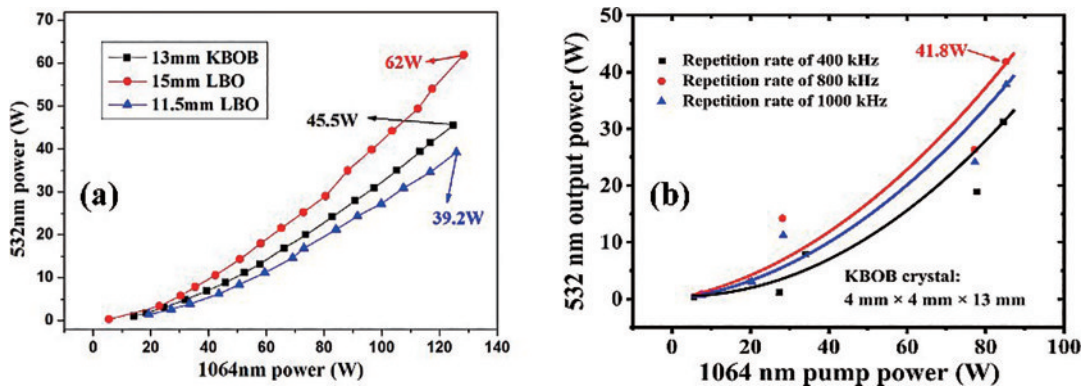 70
60
50
40
30
20
10
0
532nm power (W)
13mm KBOB
15mm LBO
11.5mm LBO
62W
45.5W
39.2W
(a)
0 20 40 60 80 100 120 140
1064nm power (W)
50
40
30
20
10
0
532 nm output power (W)
Repetition rate of 400 kHz
Repetition rate of 800 kHz
Repetition rate of 1000 kHz
41.8W
(b)
KBOB crystal:
4 mm × 4 mm × 13 mm
0 20 40 60 80 100
1064 nm pump power (W)